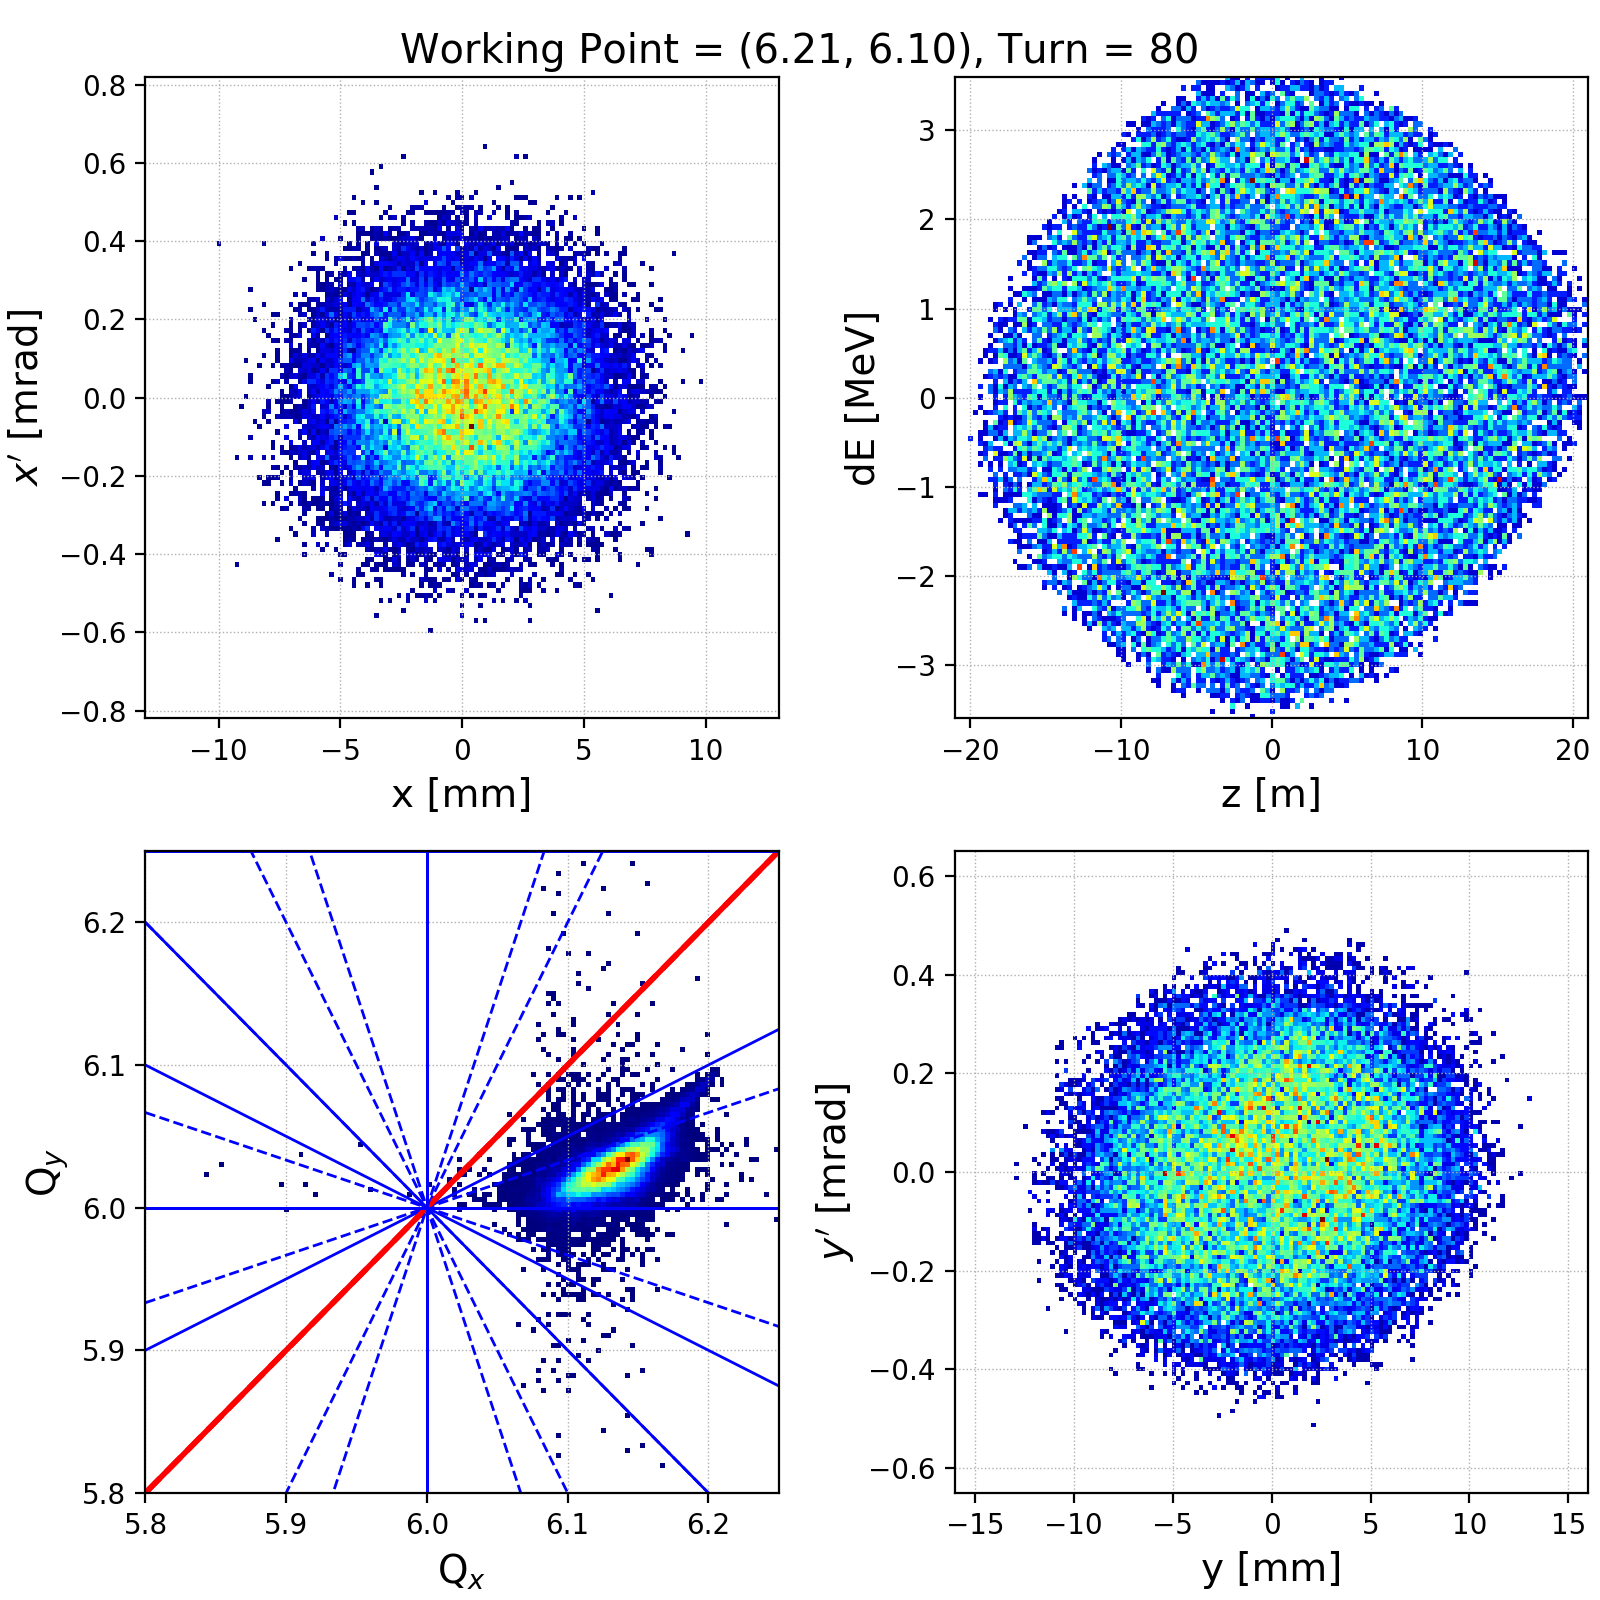 Working Point = (6.21, 6.10), Turn = 80
0.8
0.6
0.4
0.2
0.0
−0.2
−0.4
−0.6
−0.8
x′ [mrad]
−10 −5 0 5 10
x [mm]
3
2
1
0
−1
−2
−3
dE [MeV]
−20 −10 0 10 20
z [m]
6.2
6.1
6.0
5.9
5.8
Qy
5.8 5.9 6.0 6.1 6.2
Qx
0.6
0.4
0.2
0.0
−0.2
−0.4
−0.6
y′ [mrad]
−15 −10 −5 0 5 10 15
y [mm]